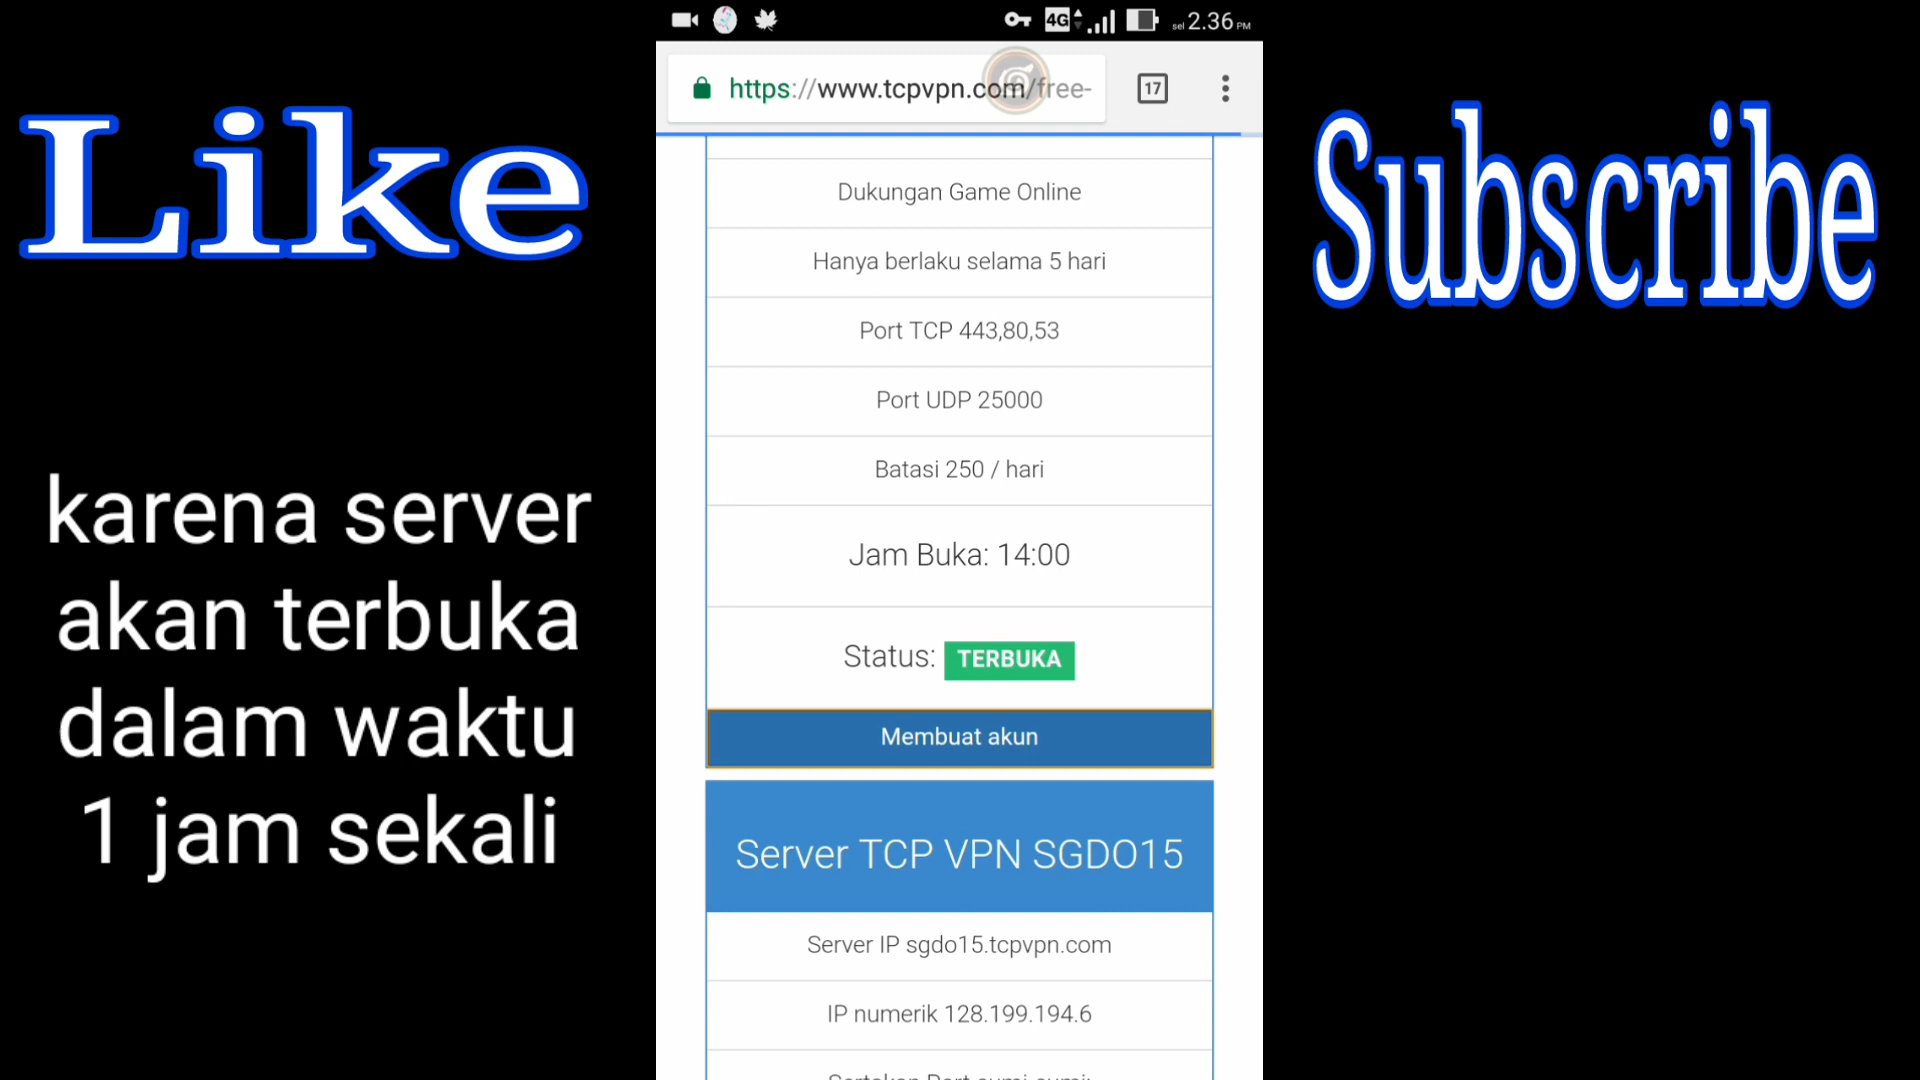 Like
karena server
akan terbuka
dalam waktu
1 jam sekali
4G
sel 2.36 PM
https://www.tcpvpn.com/free-
17
Dukungan Game Online
Hanya berlaku selama 5 hari
Port TCP 443,80,53
Port UDP 25000
Batasi 250 / hari
Jam Buka: 14:00
Status: TERBUKA
Membuat akun
Server TCP VPN SGDO15
Server IP sgdo15.tcpvpn.com
IP numerik 128.199.194.6
Subscribe